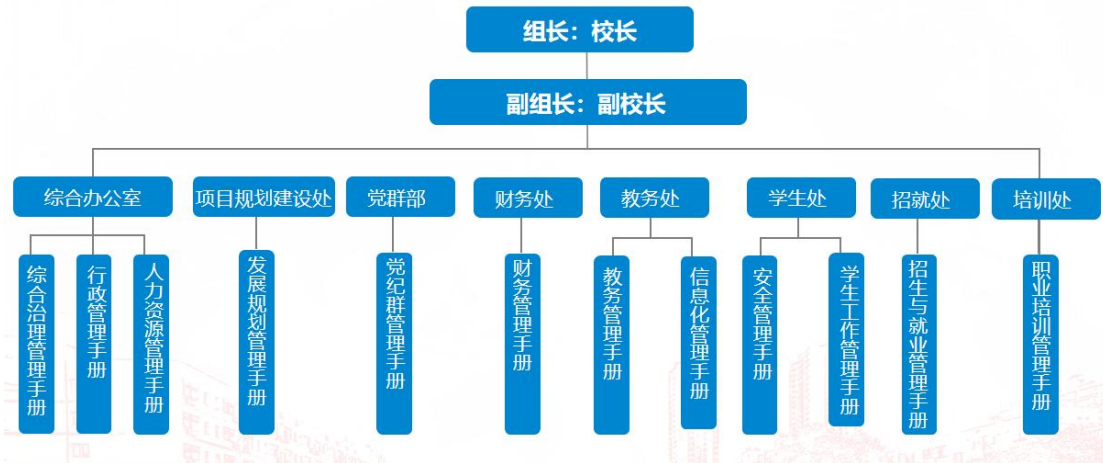 组长：校长
副组长：副校长
综合办公室
项目规划建设处
党群部
财务处
教务处
学生处
招就处
培训处
综合治理管理手册
行政管理手册
人力资源管理手册
发展规划管理手册
党纪群管理手册
财务管理手册
教务管理手册
信息化管理手册
安全管理手册
学生工作管理手册
招生与就业管理手册
职业培训管理手册